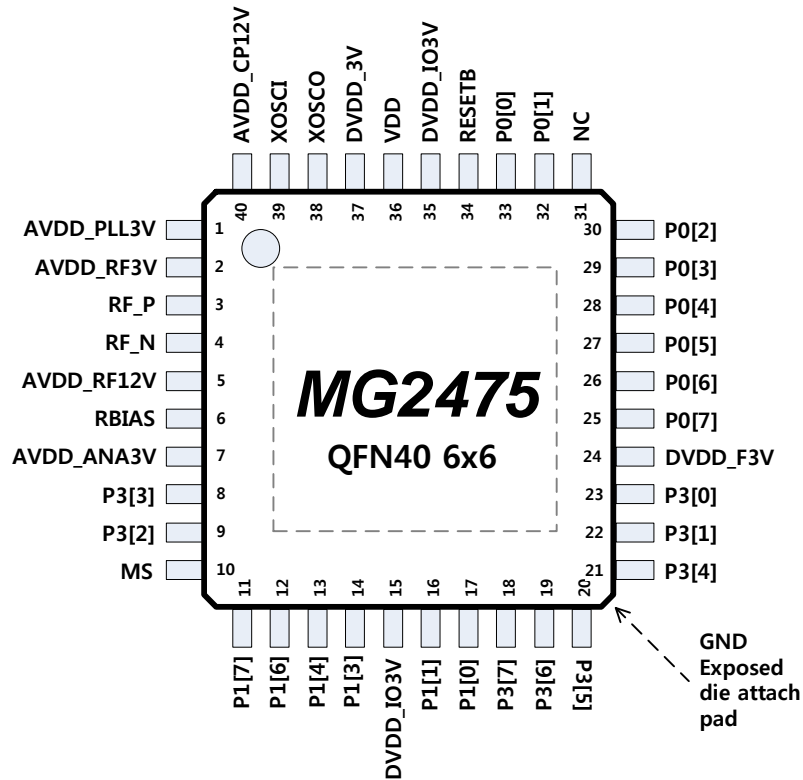 AVDD_CP12V
XOSCI
XOSCO
DVDD_3V
VDD
DVDD_IO3V
RESETB
P0[0]
P0[1]
NC
40
39
38
37
36
35
34
33
32
31
AVDD_PLL3V 1
AVDD_RF3V 2
RF_P 3
RF_N 4
AVDD_RF12V 5
RBIAS 6
AVDD_ANA3V 7
P3[3] 8
P3[2] 9
MS 10
MG2475
QFN40 6x6
30 P0[2]
29 P0[3]
28 P0[4]
27 P0[5]
26 P0[6]
25 P0[7]
24 DVDD_F3V
23 P3[0]
22 P3[1]
21 P3[4]
11
12
13
14
15
16
17
18
19
20
P1[7]
P1[6]
P1[4]
P1[3]
DVDD_IO3V
P1[1]
P1[0]
P3[7]
P3[6]
P3[5]
GND
Exposed
die attach
pad